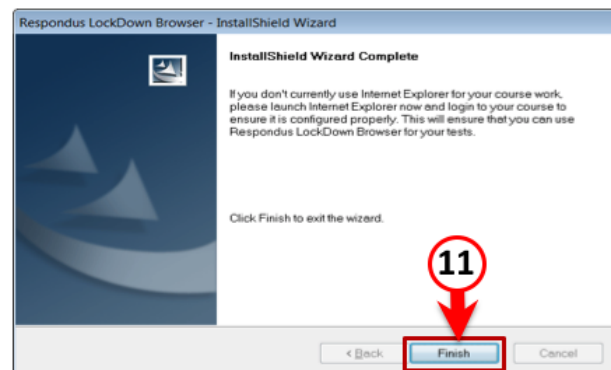 Respondus LockDown Browser - InstallShield Wizard
InstallShield Wizard Complete
If you don't currently use Internet Explorer for your course work,
please launch Internet Explorer now and login to your course to
ensure it is configured properly. This will ensure that you can use
Respondus LockDown Browser for your tests.
Click Finish to exit the wizard.
11
< Back
Finish
Cancel